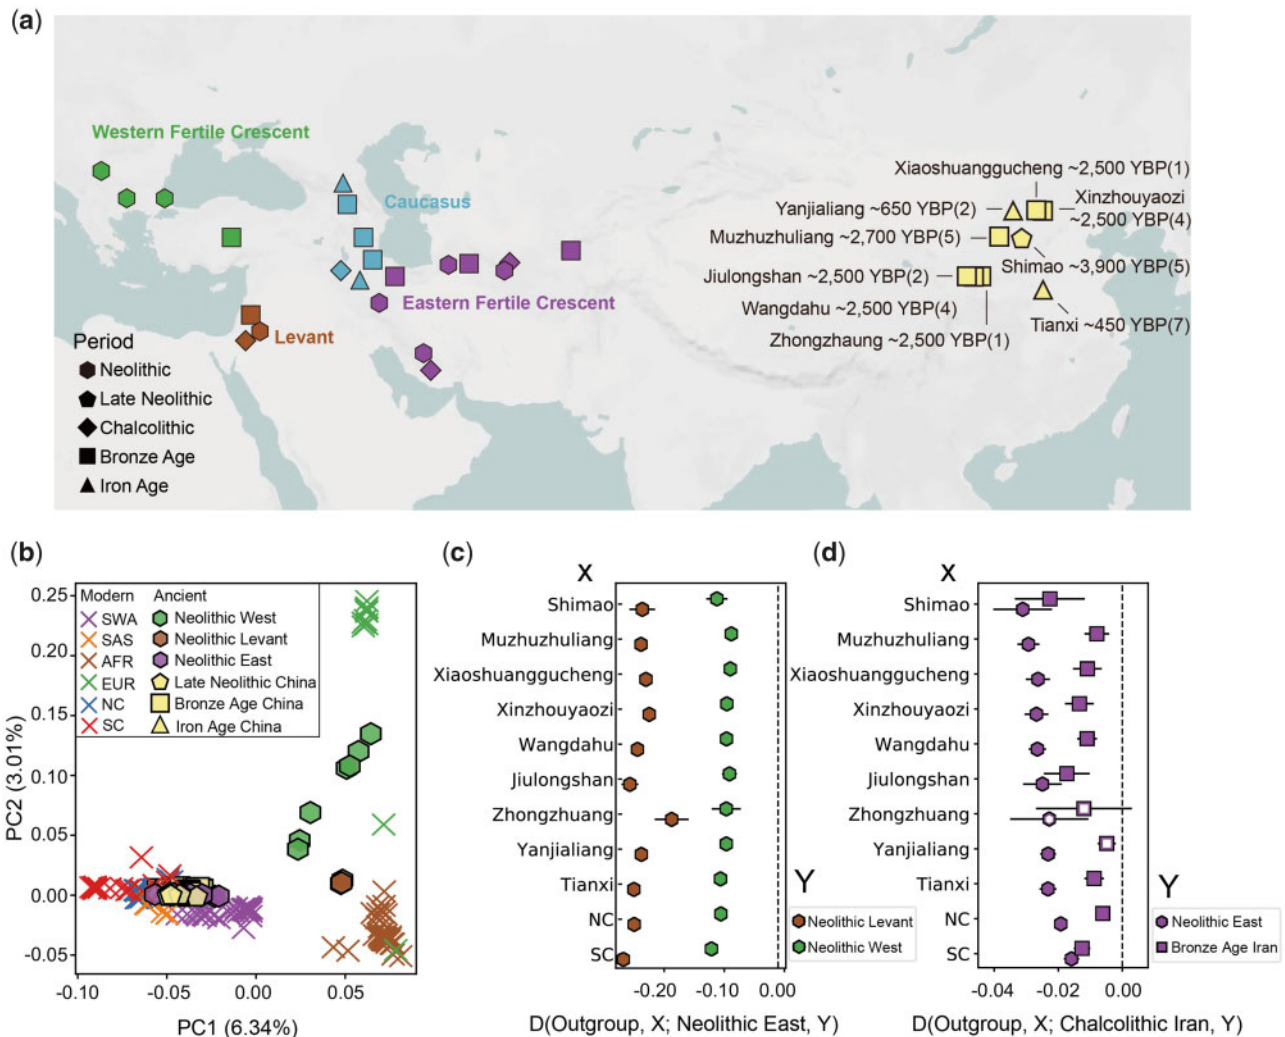 (a)
Western Fertile Crescent
Caucasus
Eastern Fertile Crescent
Levant
Period
Neolithic
Late Neolithic
Chalcolithic
Bronze Age
Iron Age
Xiaoshuanggucheng ~2,500 YBP(1)
Yanjialiang ~650 YBP(2)
Xinzhouyaozi
~2,500 YBP(4)
Muzhuzhuliang ~2,700 YBP(5)
Shimao ~3,900 YBP(5)
Jiulongshan ~2,500 YBP(2)
Wangdahu ~2,500 YBP(4)
Tianxi ~450 YBP(7)
Zhongzhaung ~2,500 YBP(1)
(b)
Modern Ancient
SWA Neolithic West
SAS Neolithic Levant
AFR Neolithic East
EUR Late Neolithic China
NC Bronze Age China
SC Iron Age China
0.25
0.20
0.15
0.10
0.05
0.00
-0.05
PC2 (3.01%)
-0.10 -0.05 0.00 0.05
PC1 (6.34%)
(c)
X
Shimao
Muzhuzhuliang
Xiaoshuanggucheng
Xinzhouyaozi
Wangdahu
Jiulongshan
Zhongzhuang
Yanjialiang
Tianxi
NC
SC
Y
Neolithic Levant
Neolithic West
-0.20 -0.10 0.00
D(Outgroup, X; Neolithic East, Y)
(d)
X
Shimao
Muzhuzhuliang
Xiaoshuanggucheng
Xinzhouyaozi
Wangdahu
Jiulongshan
Zhongzhuang
Yanjialiang
Tianxi
NC
SC
Y
Neolithic East
Bronze Age Iran
-0.04 -0.02 0.00
D(Outgroup, X; Chalcolithic Iran, Y)